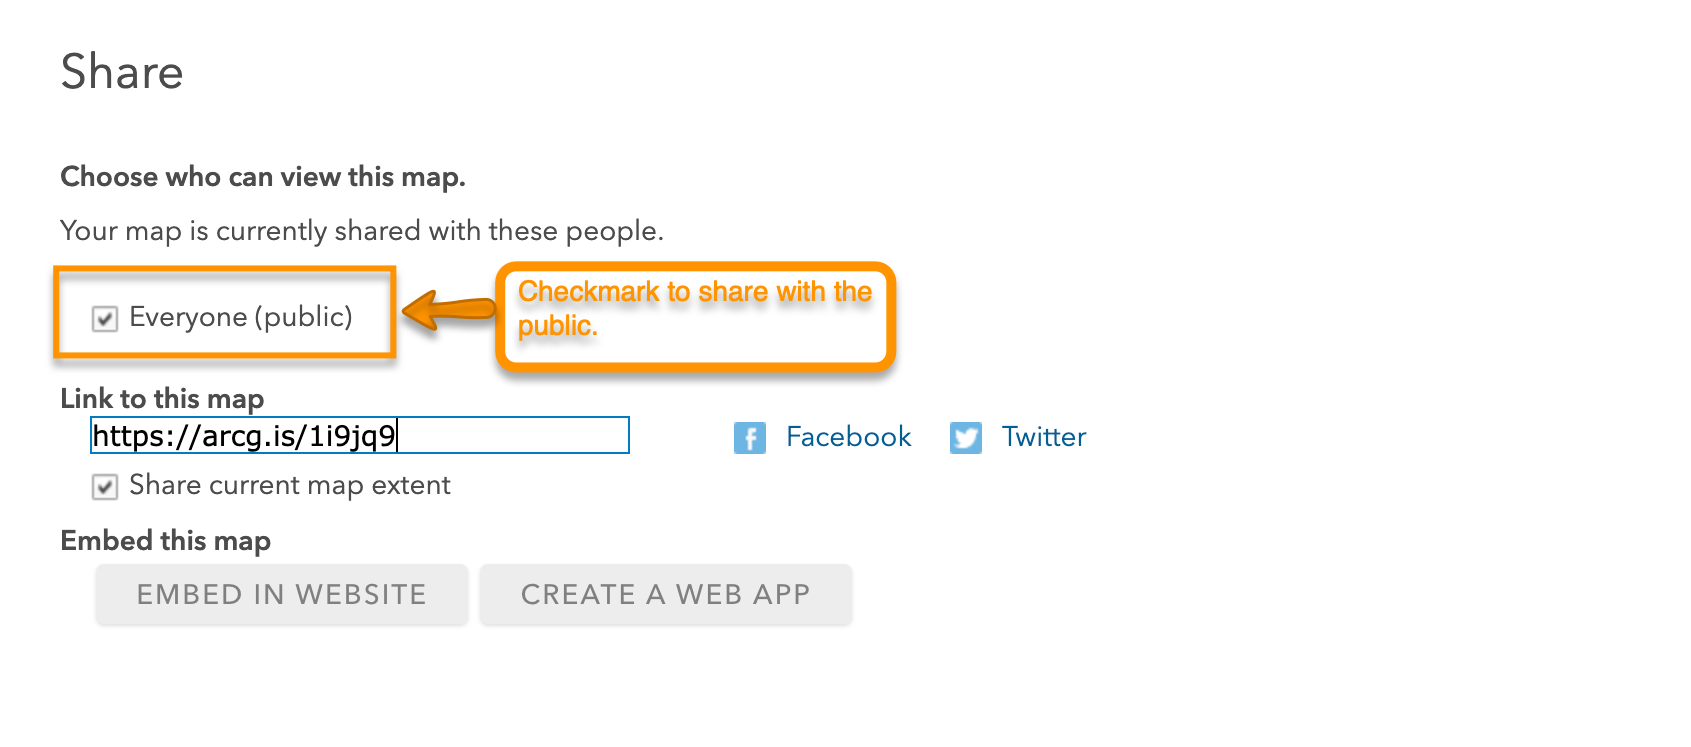 Share
Choose who can view this map.
Your map is currently shared with these people.
Everyone (public)
Checkmark to share with the
public.
Link to this map
https://arcg.is/1i9jq9
Facebook
Twitter
Share current map extent
Embed this map
EMBED IN WEBSITE
CREATE A WEB APP